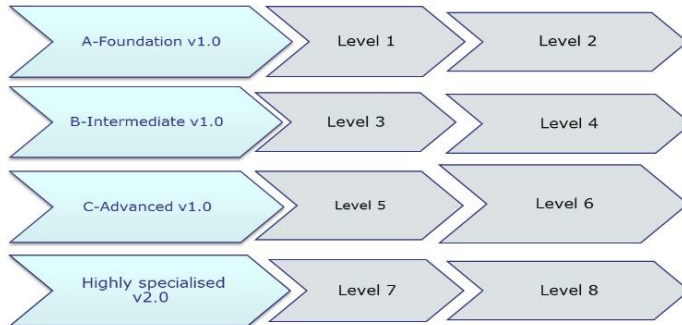 A-Foundation v1.0
Level 1
Level 2
B-Intermediate v1.0
Level 3
Level 4
C-Advanced v1.0
Level 5
Level 6
Highly specialised
v2.0
Level 7
Level 8